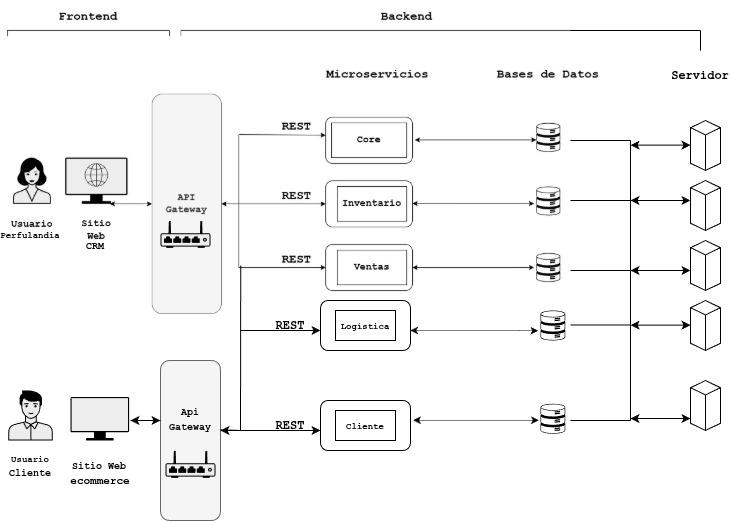 Frontend
Backend
Microservicios
Bases de Datos
Servidor
REST
Core
REST
Inventario
API
Gateway
Usuario
Perfulandia
Sitio
Web
CRM
REST
Ventas
REST
Logistica
Api
Gateway
REST
Cliente
Usuario
Cliente
Sitio Web
ecommerce